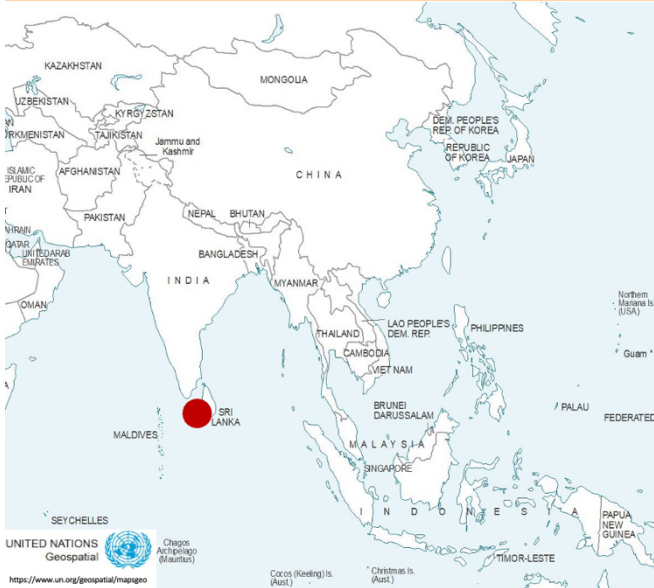 KAZAKHSTAN
MONGOLIA
UZBEKISTAN
KYRGYZSTAN
DEM. PEOPLE'S
REP. OF KOREA
AN
RKMENISTAN
TAJIKISTAN
Jammu and
Kashmir
REPUBLIC
OF KOREA
JAPAN
ISLAMIC
EPUBLIC OF
IRAN
AFGHANISTAN
CHINA
PAKISTAN
NEPAL
BHUTAN
AHRAIN
QATAR
UNITED ARAB
EMIRATES
BANGLADESH
INDIA
MYANMAR
OMAN
Northern
Mariana Is
(USA)
THAILAND
LAO PEOPLE'S
DEM. REP.
PHILIPPINES
CAMBODIA
VIET NAM
Guam
SRI
LANKA
BRUNEI
DARUSSALAM
PALAU
FEDERATED
MALDIVES
MALAYSIA
SINGAPORE
SEYCHELLES
INDONESIA
PAPUA
NEW
GUINEA
UNITED NATIONS
Geospatial
Chagos
Archipelago
(Mauritius)
TIMOR-LESTE
https://www.un.org/geospatial/mapsgeo
Cocos (Keeling) Is.
(Aust.)
Christmas Is.
(Aust.)